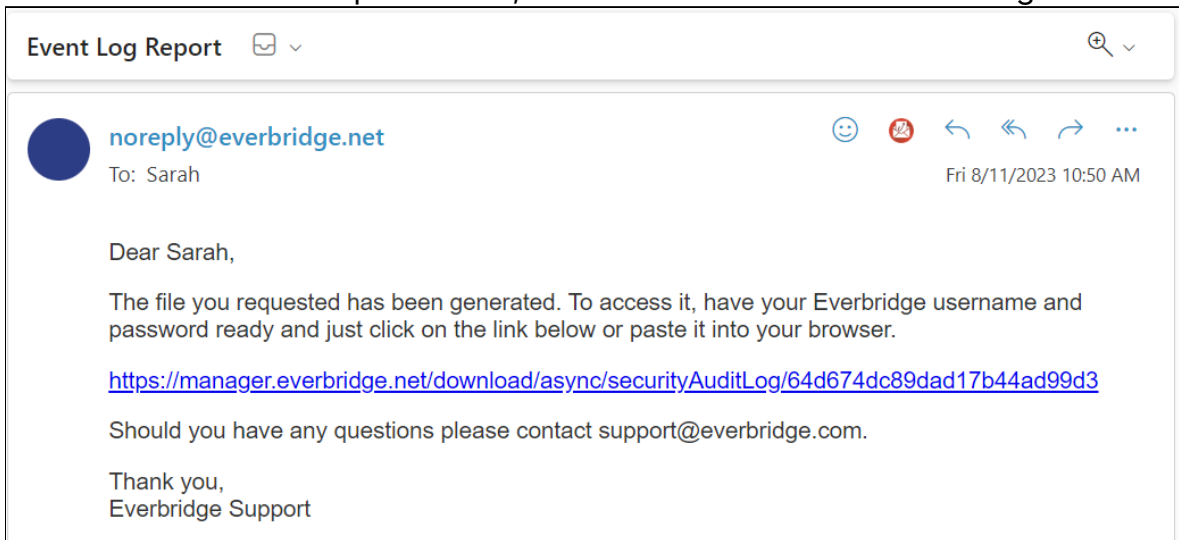 Event Log Report
noreply@everbridge.net
To: Sarah
Fri 8/11/2023 10:50 AM
Dear Sarah,
The file you requested has been generated. To access it, have your Everbridge username and
password ready and just click on the link below or paste it into your browser.
https://manager.everbridge.net/download/async/securityAuditLog/64d674dc89dad17b44ad99d3
Should you have any questions please contact support@everbridge.com.
Thank you,
Everbridge Support